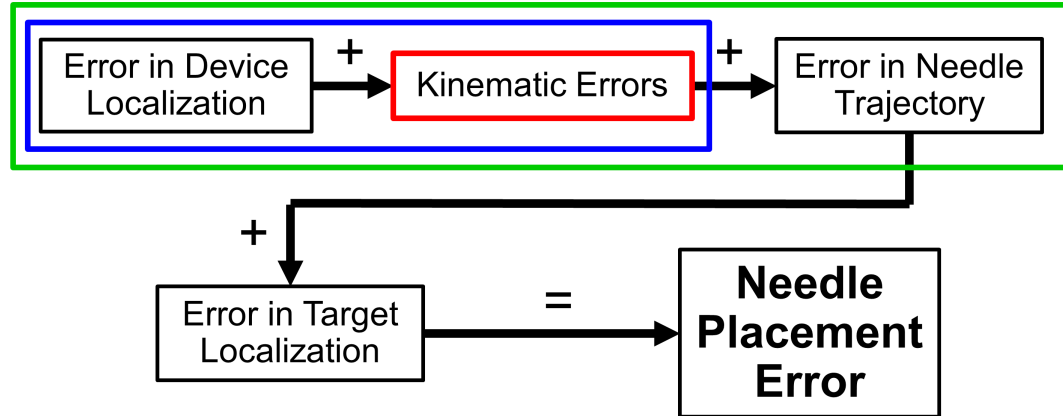 Error in Device
Localization
+
Kinematic Errors
+
Error in Needle
Trajectory
+
Error in Target
Localization
=
Needle
Placement
Error